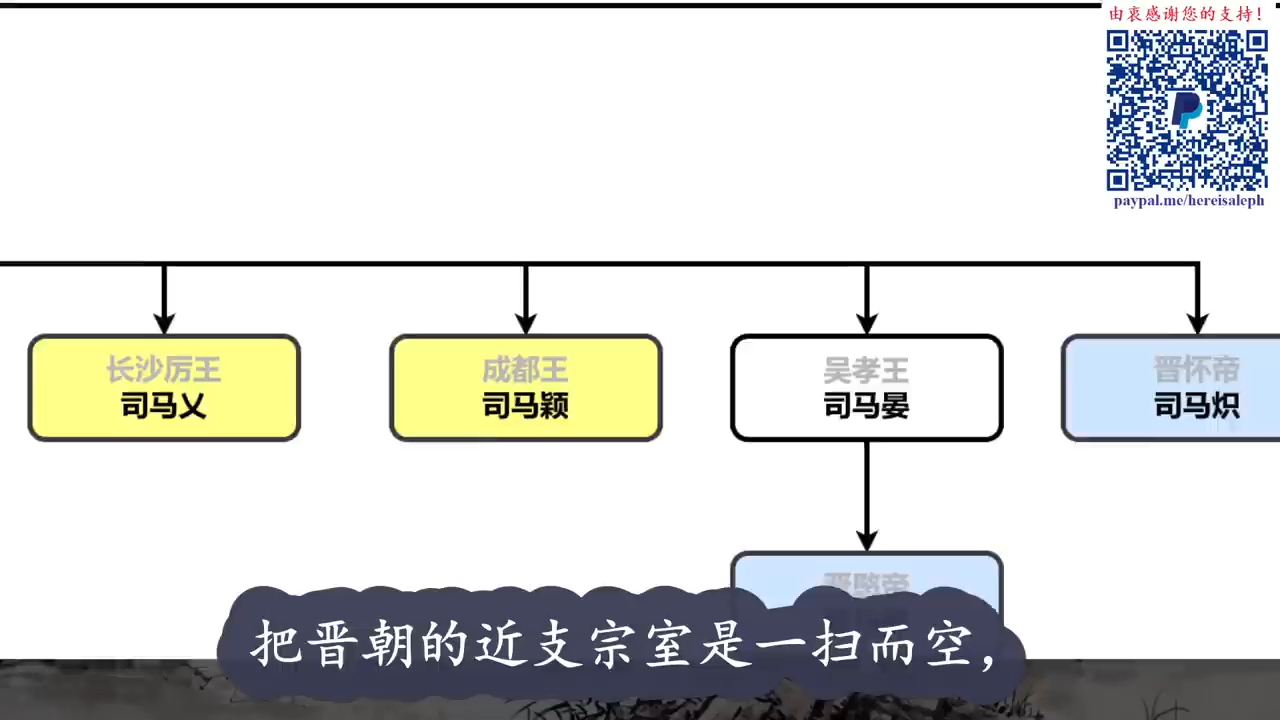 由衷感谢您的支持！
paypal.me/hereisaleph
长沙厉王
司马乂
成都王
司马颖
吴孝王
司马晏
晋怀帝
司马炽
把晋朝的近支宗室是一扫而空，